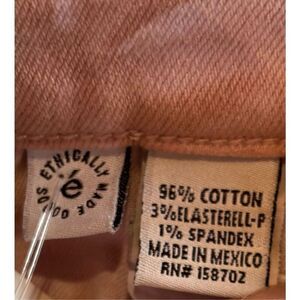 ETHICALLY MADE GOODS
é
96% COTTON
3%ELASTERELL-P
1% SPANDEX
MADE IN MEXICO
RN# 158702